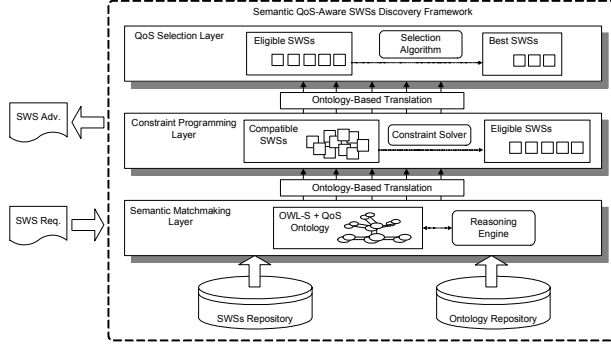 Semantic QoS-Aware SWSs Discovery Framework
QoS Selection Layer
Eligible SWSs
Selection
Algorithm
Best SWSs
Ontology-Based Translation
SWS Adv.
Constraint Programming
Layer
Compatible
SWSs
Constraint Solver
Eligible SWSs
Ontology-Based Translation
SWS Req.
Semantic Matchmaking
Layer
OWL-S + QoS
Ontology
Reasoning
Engine
SWSs Repository
Ontology Repository